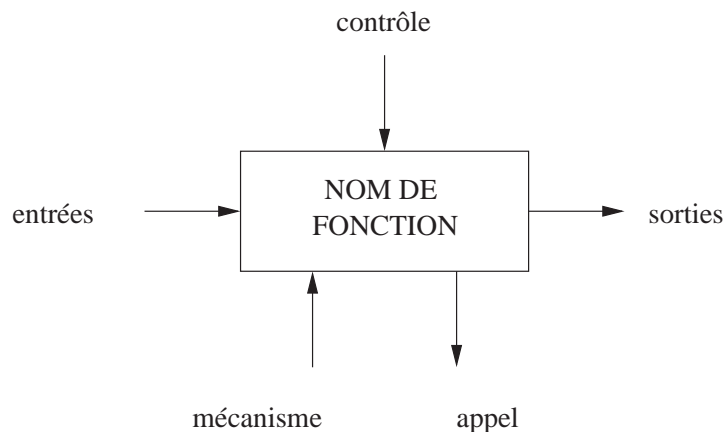 contrôle
NOM DE
FONCTION
entrées
sorties
mécanisme
appel